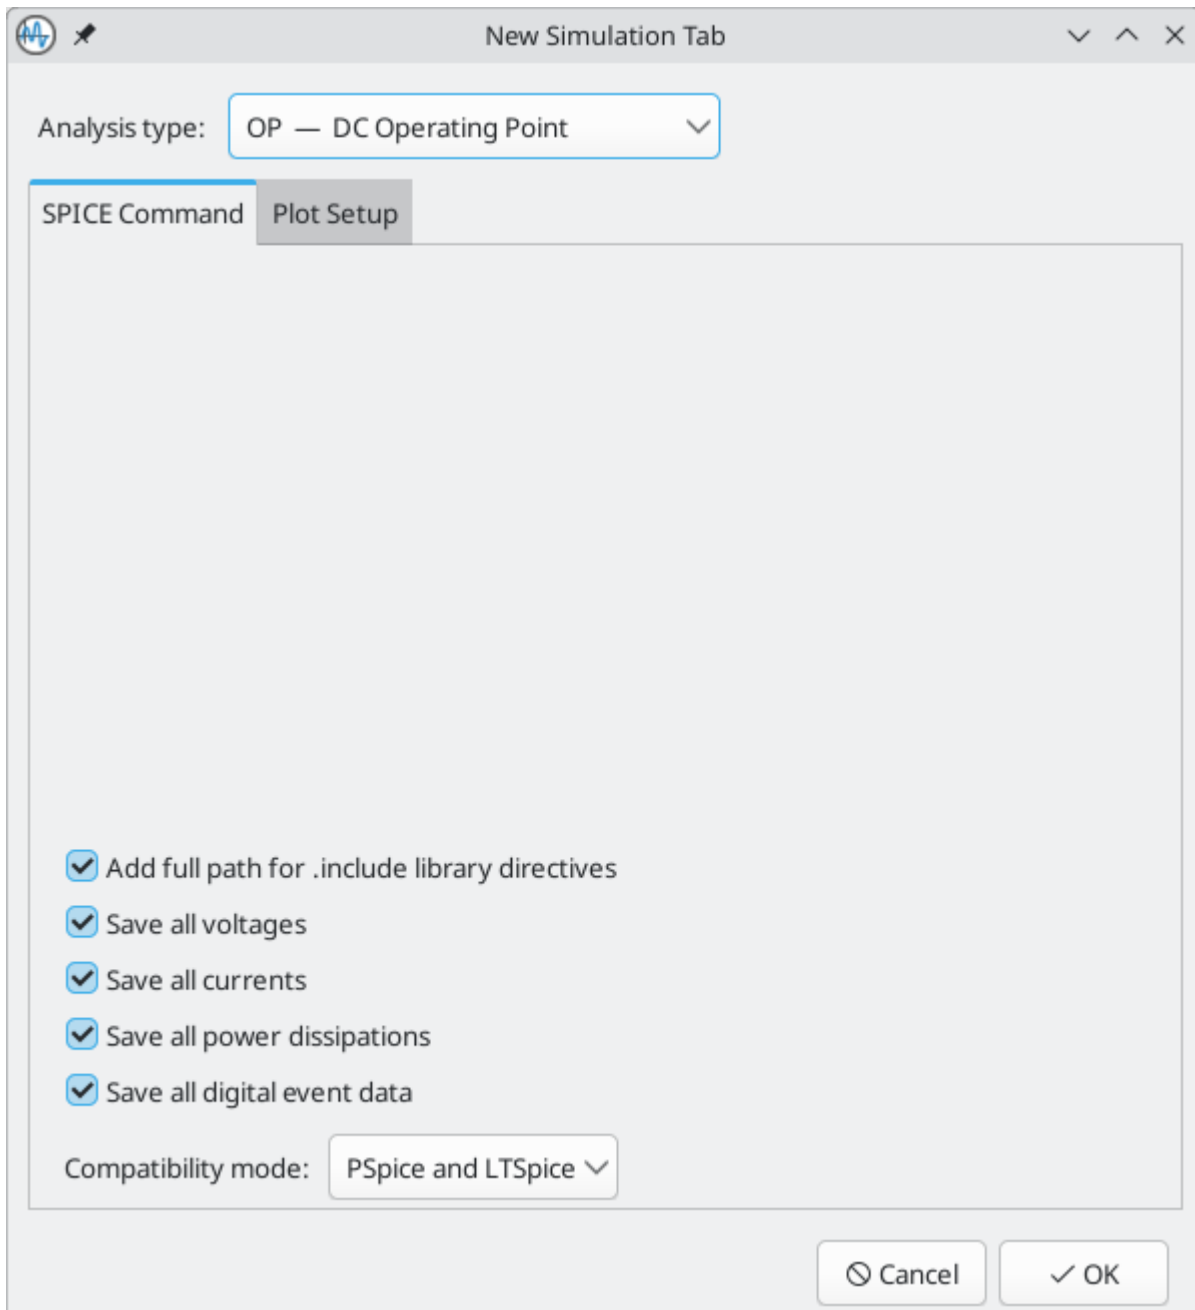 New Simulation Tab
Analysis type: OP — DC Operating Point
SPICE Command Plot Setup
Add full path for .include library directives
Save all voltages
Save all currents
Save all power dissipations
Save all digital event data
Compatibility mode: PSpice and LTSpice
Cancel OK